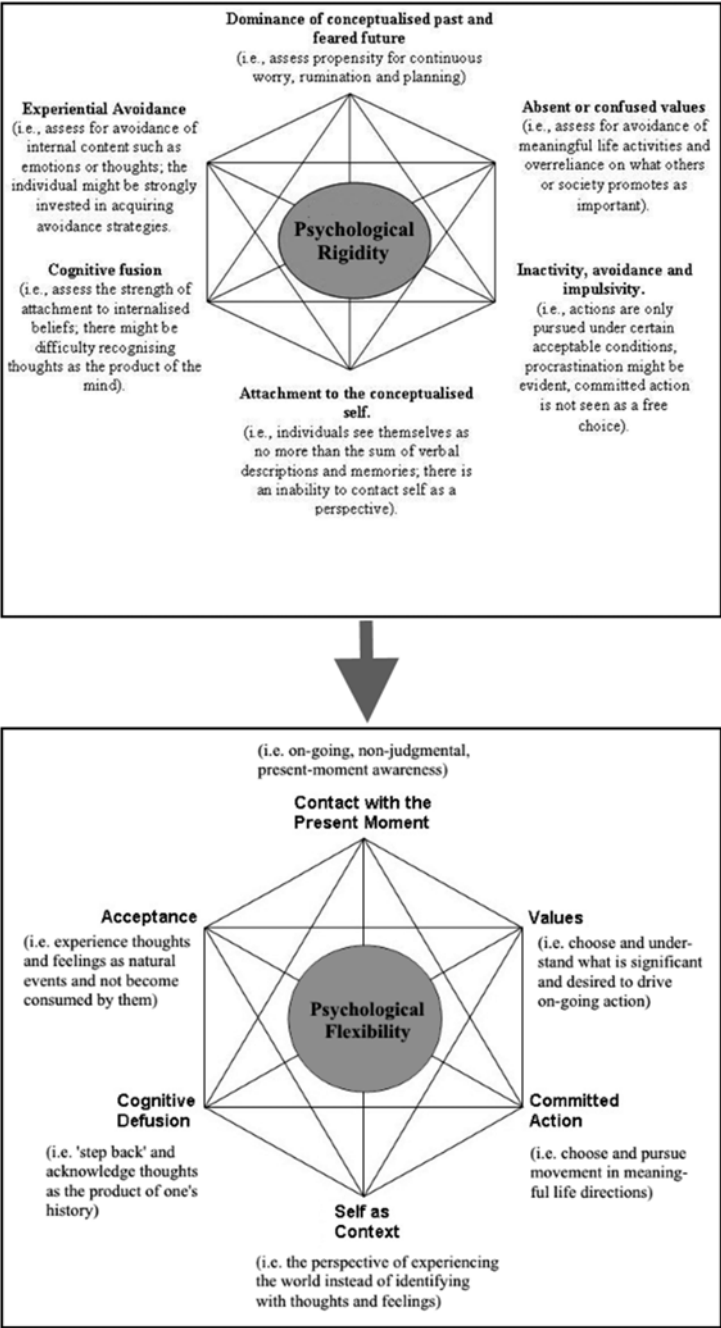 Dominance of conceptualised past and
feared future
(i.e., assess propensity for continuous
worry, rumination and planning)
Experiential Avoidance
(i.e., assess for avoidance of
internal content such as
emotions or thoughts; the
individual might be strongly
invested in acquiring
avoidance strategies.
Absent or confused values
(i.e., assess for avoidance of
meaningful life activities and
overreliance on what others
or society promotes as
important).
Psychological
Rigidity
Cognitive fusion
(i.e., assess the strength of
attachment to internalised
beliefs; there might be
difficulty recognising
thoughts as the product of the
mind).
Inactivity, avoidance and
impulsivity.
(i.e., actions are only
pursued under certain
acceptable conditions,
procrastination might be
evident, committed action
is not seen as a free
choice).
Attachment to the conceptualised
self.
(i.e., individuals see themselves as
no more than the sum of verbal
descriptions and memories; there is
an inability to contact self as a
perspective).
(i.e. on-going, non-judgmental,
present-moment awareness)
Contact with the
Present Moment
Acceptance
(i.e. experience thoughts
and feelings as natural
events and not become
consumed by them)
Values
(i.e. choose and under-
stand what is significant
and desired to drive
on-going action)
Psychological
Flexibility
Cognitive
Defusion
(i.e. 'step back' and
acknowledge thoughts
as the product of one's
history)
Committed
Action
(i.e. choose and pursue
movement in meaning-
ful life directions)
Self as
Context
(i.e. the perspective of experiencing
the world instead of identifying
with thoughts and feelings)